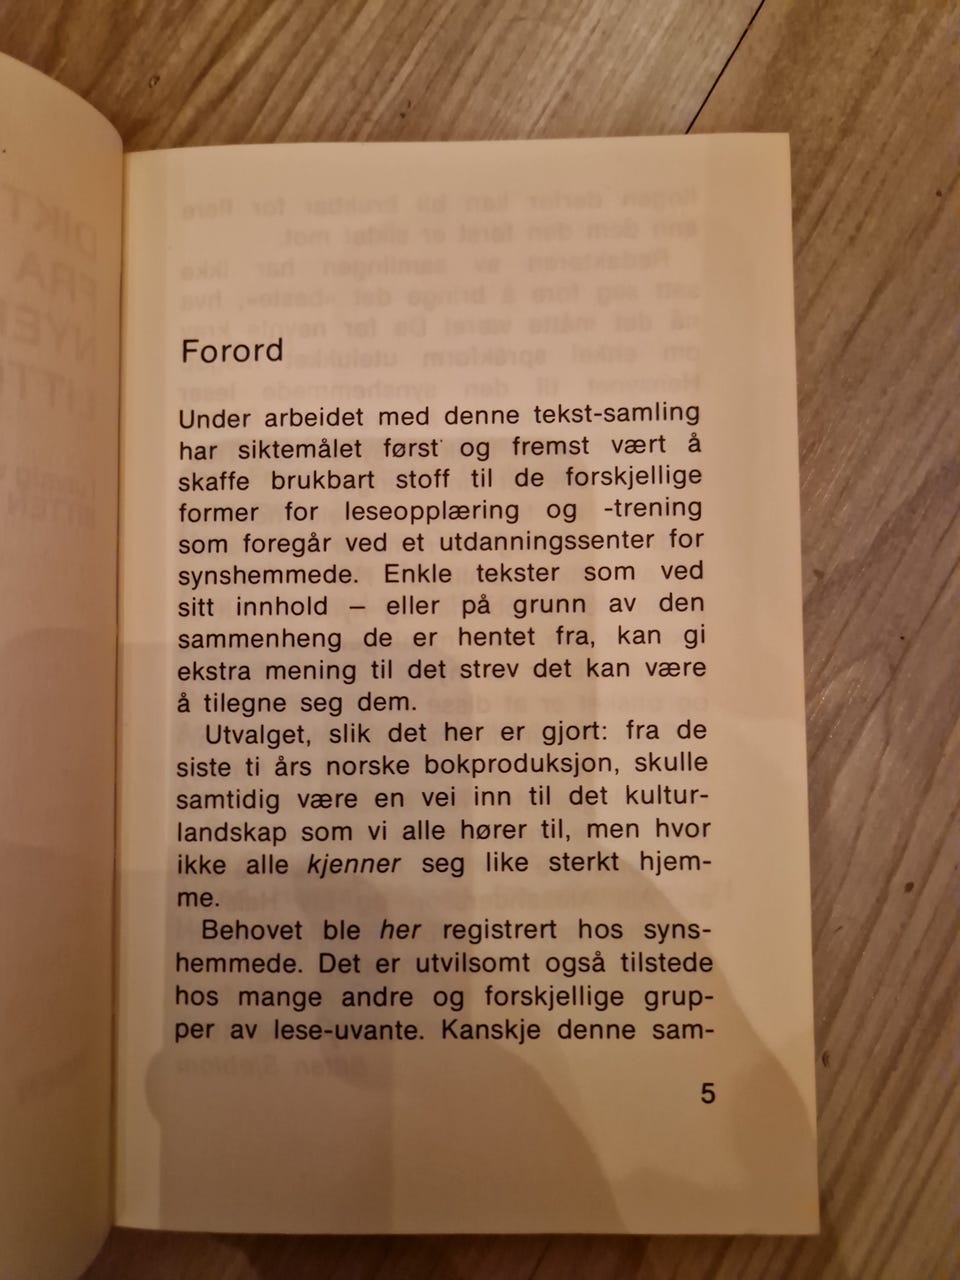 Forord
Under arbeidet med denne tekst-samling
har siktemålet først og fremst vært å
skaffe brukbart stoff til de forskjellige
former for leseopplæring og -trening
som foregår ved et utdanningssenter for
synshemmede. Enkle tekster som ved
sitt innhold – eller på grunn av den
sammenheng de er hentet fra, kan gi
ekstra mening til det strev det kan være
å tilegne seg dem.
Utvalget, slik det her er gjort: fra de
siste ti års norske bokproduksjon, skulle
samtidig være en vei inn til det kultur-
landskap som vi alle hører til, men hvor
ikke alle kjenner seg like sterkt hjem-
me.
Behovet ble her registrert hos syns-
hemmede. Det er utvilsomt også tilstede
hos mange andre og forskjellige grup-
per av lese-uvante. Kanskje denne sam-
5